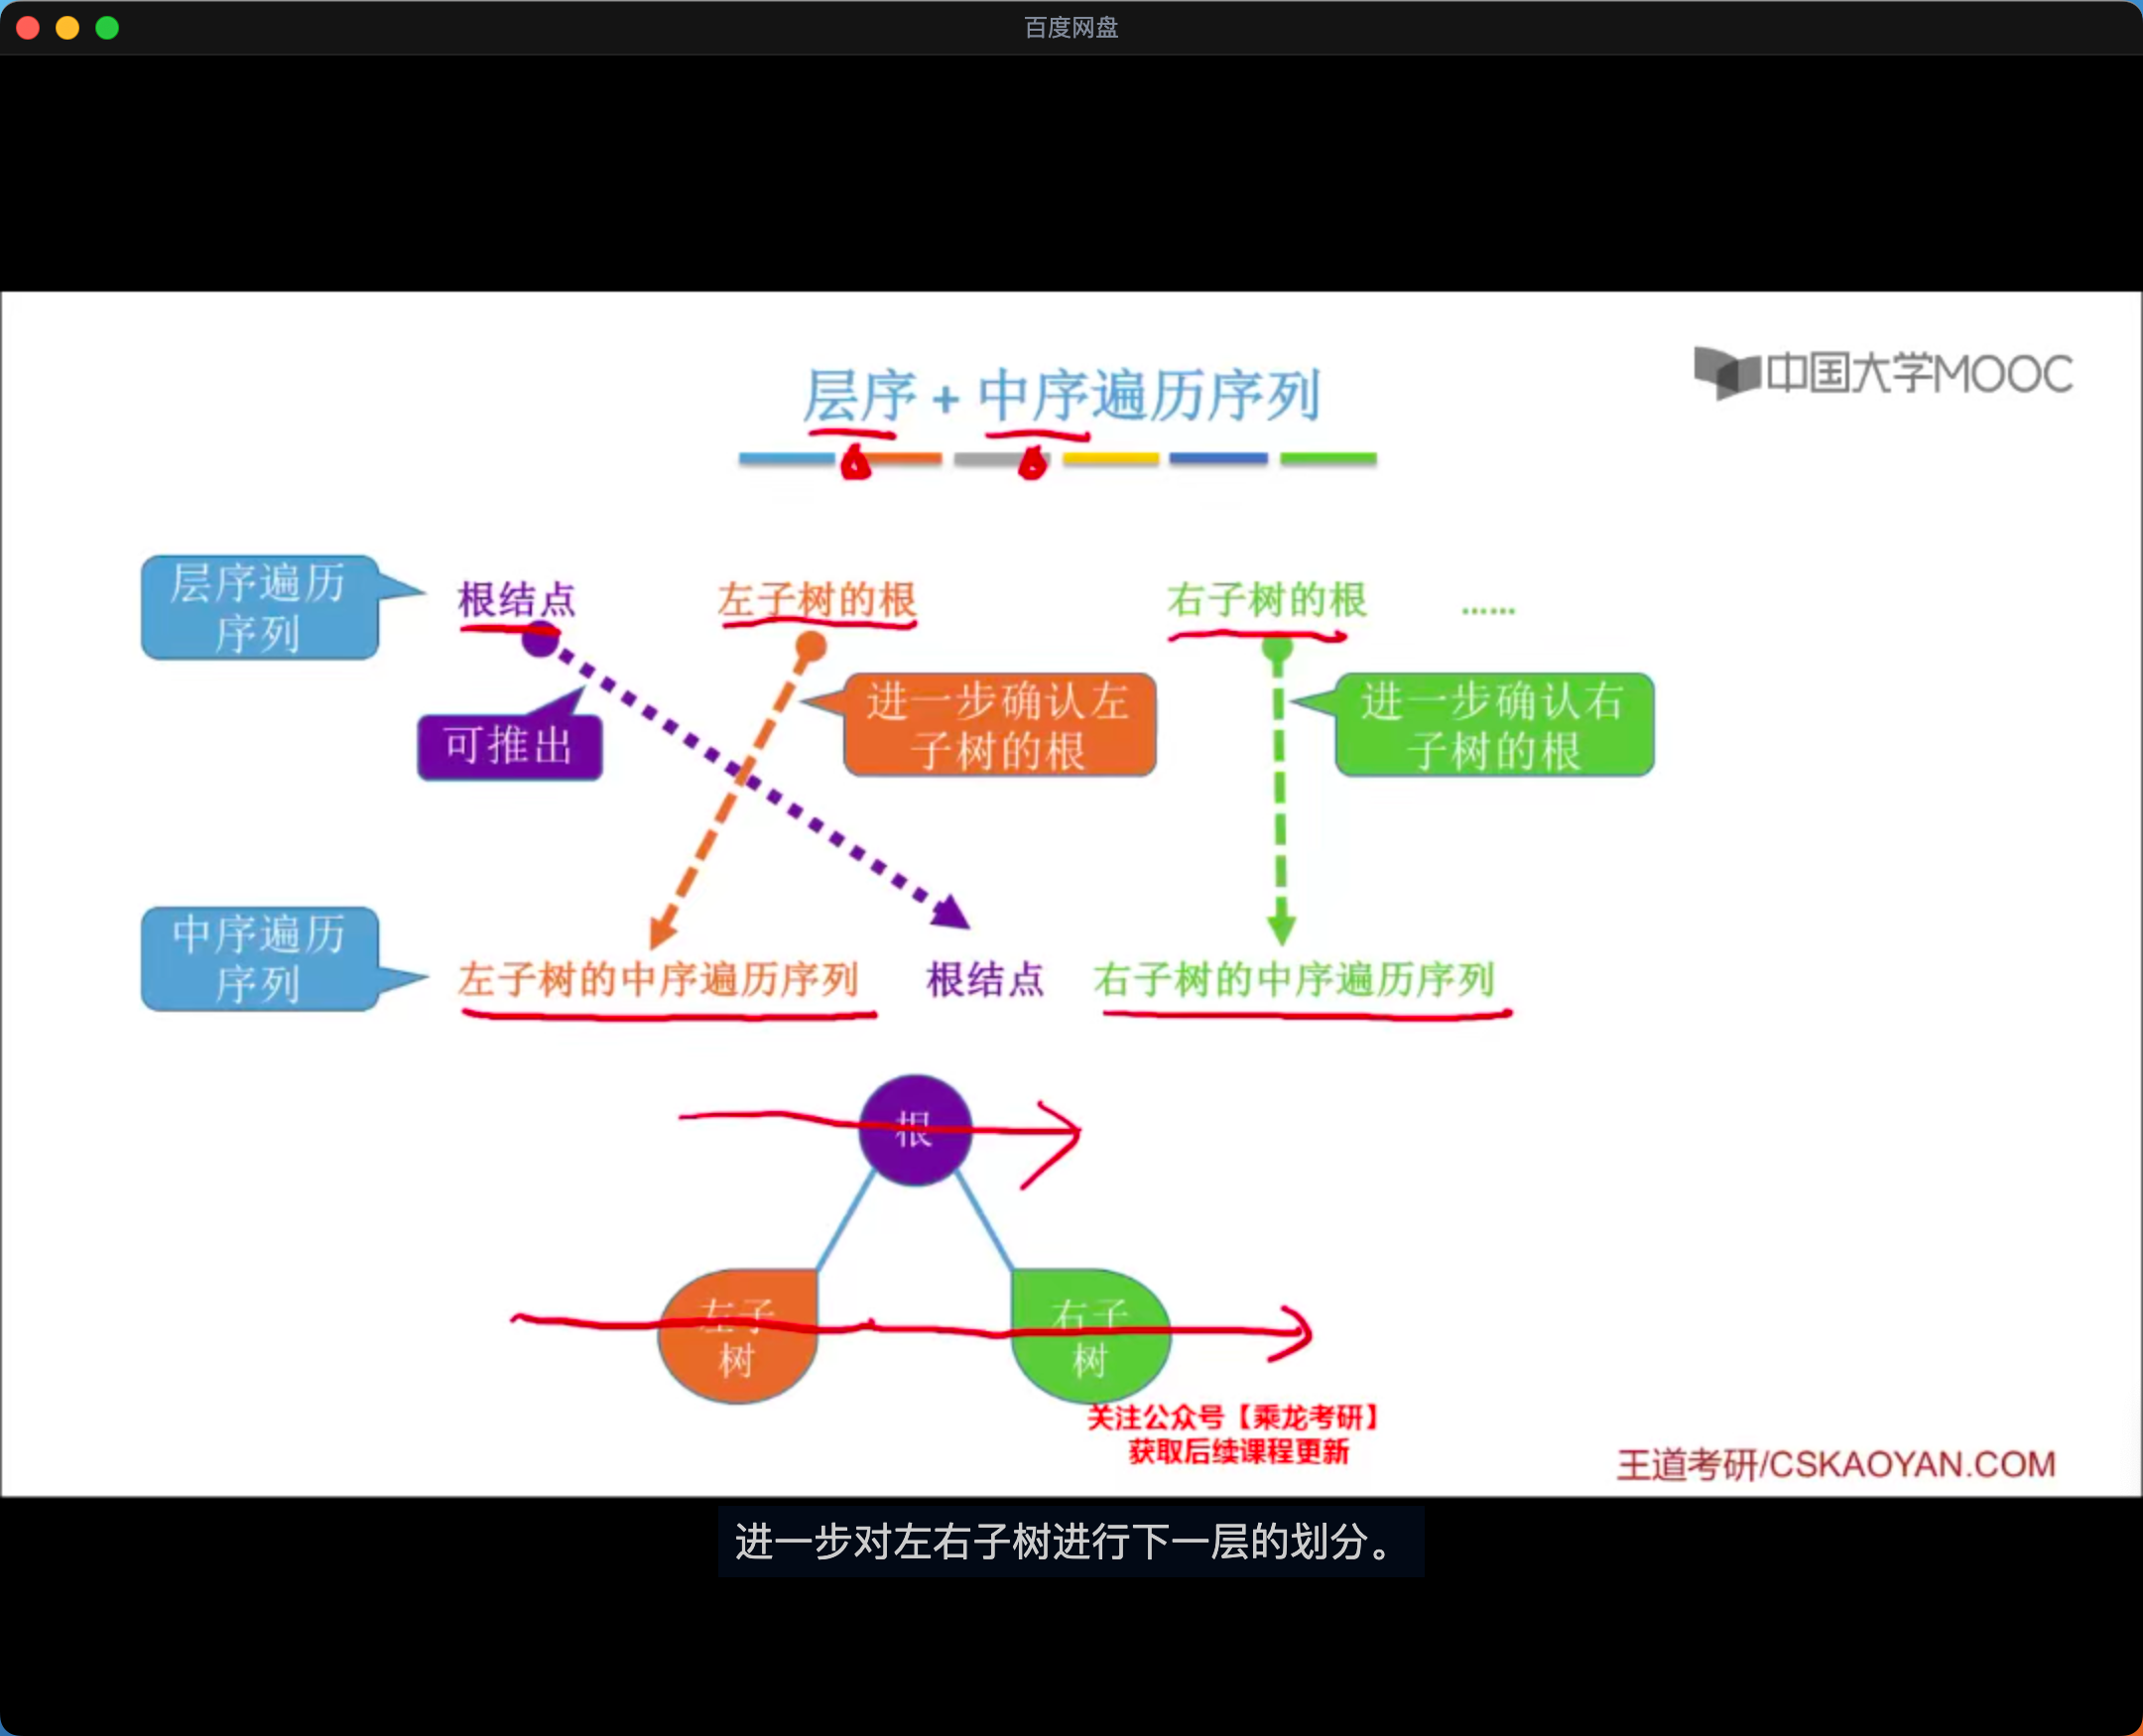 百度网盘
中国大学MOOC
层序 + 中序遍历序列
层序遍历
序列
根结点
左子树的根
右子树的根
......
可推出
进一步确认左
子树的根
进一步确认右
子树的根
中序遍历
序列
左子树的中序遍历序列
根结点
右子树的中序遍历序列
根
左子
树
右子
树
关注公众号【乘龙考研】
获取后续课程更新
王道考研/CSKAOYAN.COM
进一步对左右子树进行下一层的划分。